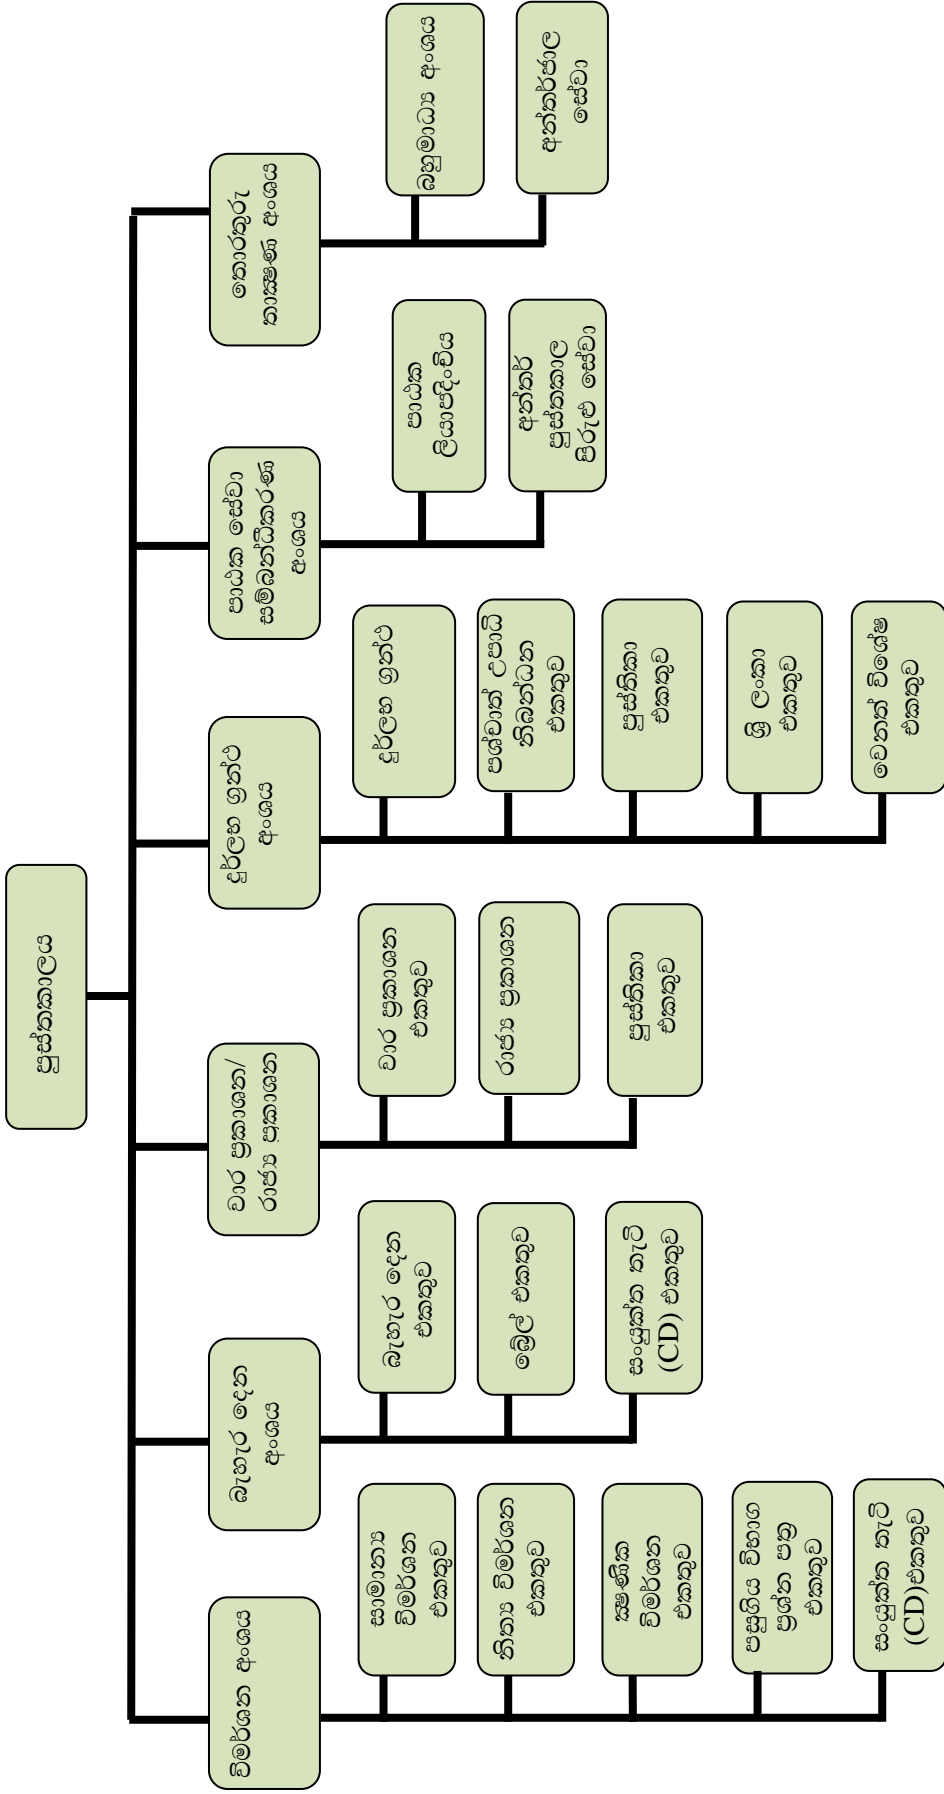 පුස්තකාලය
විමර්ශන අංශය
සාමාන්‍ය
විමර්ශන
එකතුව
නිත්‍ය විමර්ශන
එකතුව
ක්ෂණික
විමර්ශන
එකතුව
පසුගිය විභාග
ප්‍රශ්න පත්‍ර
එකතුව
සංයුක්ත තැටි
(CD)එකතුව
බැහැර දෙන
අංශය
බැහැර දෙන
එකතුව
බ්‍රේල් එකතුව
සංයුක්ත තැටි
(CD) එකතුව
වාර ප්‍රකාශන/
රාජ්‍ය ප්‍රකාශන
වාර ප්‍රකාශන
එකතුව
රාජ්‍ය ප්‍රකාශන
පුස්තිකා
එකතුව
දුර්ලභ ග්‍රන්ථ
අංශය
දුර්ලභ ග්‍රන්ථ
පශ්චාත් උපාධි
නිබන්ධන
එකතුව
පුස්තිකා
එකතුව
ශ්‍රී ලංකා
එකතුව
වෙනත් විශේෂ
එකතුව
පාඨක සේවා
සම්බන්ධීකරණ
අංශය
පාඨක
ලියාපදිංචිය
අන්තර්
පුස්තකාල
පිරුළු සේවා
තොරතුරු
තාක්ෂණ අංශය
බහුමාධ්‍ය අංශය
අන්තර්ජාල
සේවා